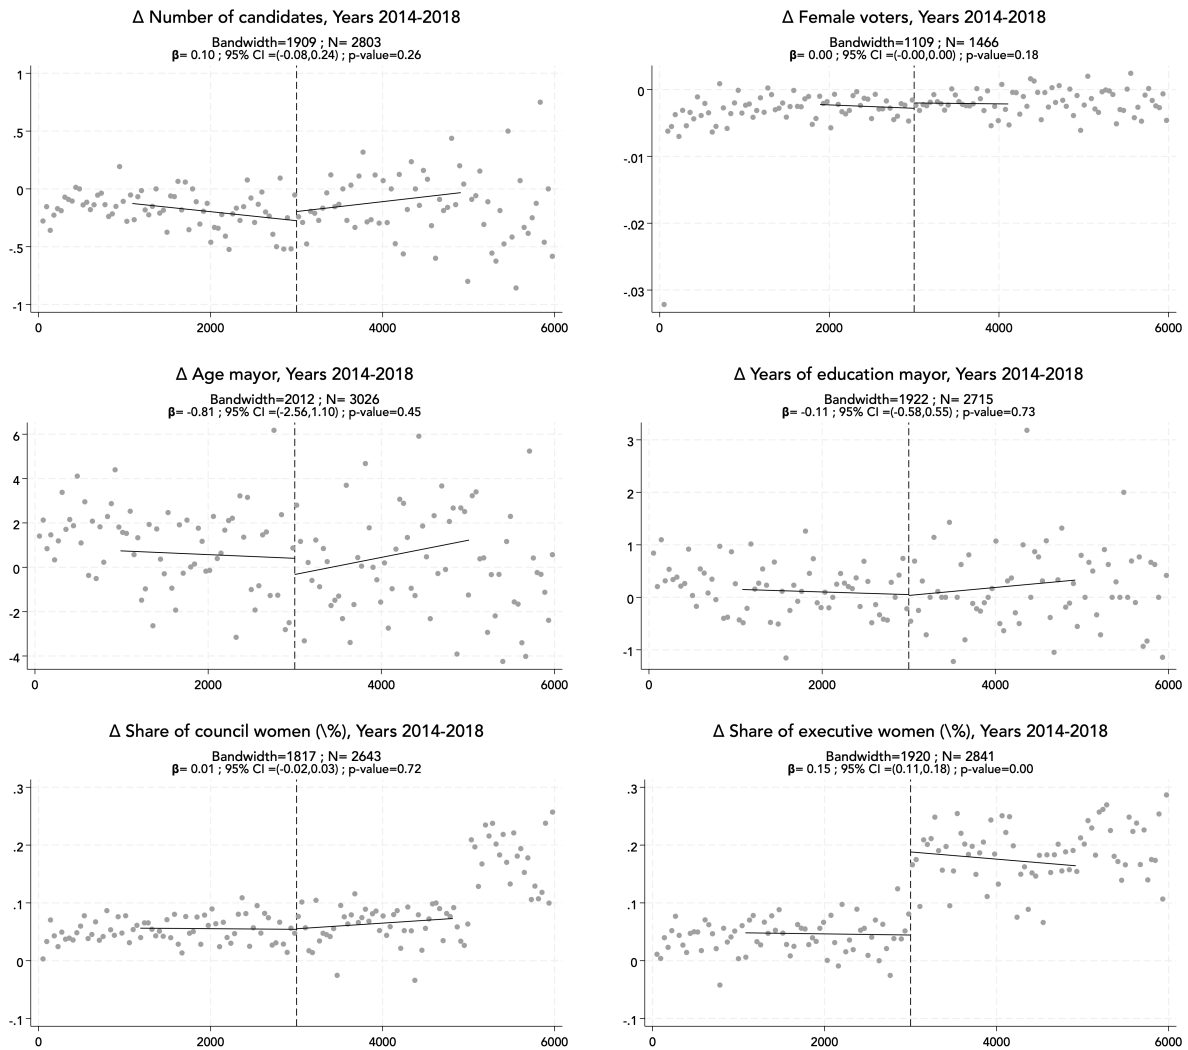 Δ Number of candidates, Years 2014-2018
Bandwidth=1909 ; N= 2803
β= 0.10 ; 95% CI =(-0.08,0.24) ; p-value=0.26
1
.5
0
-.5
-1
0 2000 4000 6000
Δ Female voters, Years 2014-2018
Bandwidth=1109 ; N= 1466
β= 0.00 ; 95% CI =(-0.00,0.00) ; p-value=0.18
0
-.01
-.02
-.03
0 2000 4000 6000
Δ Age mayor, Years 2014-2018
Bandwidth=2012 ; N= 3026
β= -0.81 ; 95% CI =(-2.56,1.10) ; p-value=0.45
6
4
2
0
-2
-4
0 2000 4000 6000
Δ Years of education mayor, Years 2014-2018
Bandwidth=1922 ; N= 2715
β= -0.11 ; 95% CI =(-0.58,0.55) ; p-value=0.73
3
2
1
0
-1
0 2000 4000 6000
Δ Share of council women (\%), Years 2014-2018
Bandwidth=1817 ; N= 2643
β= 0.01 ; 95% CI =(-0.02,0.03) ; p-value=0.72
.3
.2
.1
0
-.1
0 2000 4000 6000
Δ Share of executive women (\%), Years 2014-2018
Bandwidth=1920 ; N= 2841
β= 0.15 ; 95% CI =(0.11,0.18) ; p-value=0.00
.3
.2
.1
0
-.1
0 2000 4000 6000